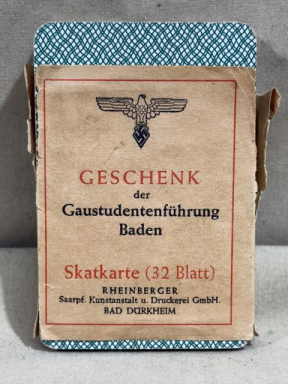 GESCHENK
der
Gaustudentenführung
Baden
Skatkarte (32 Blatt)
RHEINBERGER
Saarpf. Kunstanstalt u. Druckerei GmbH.
BAD DÜRKHEIM